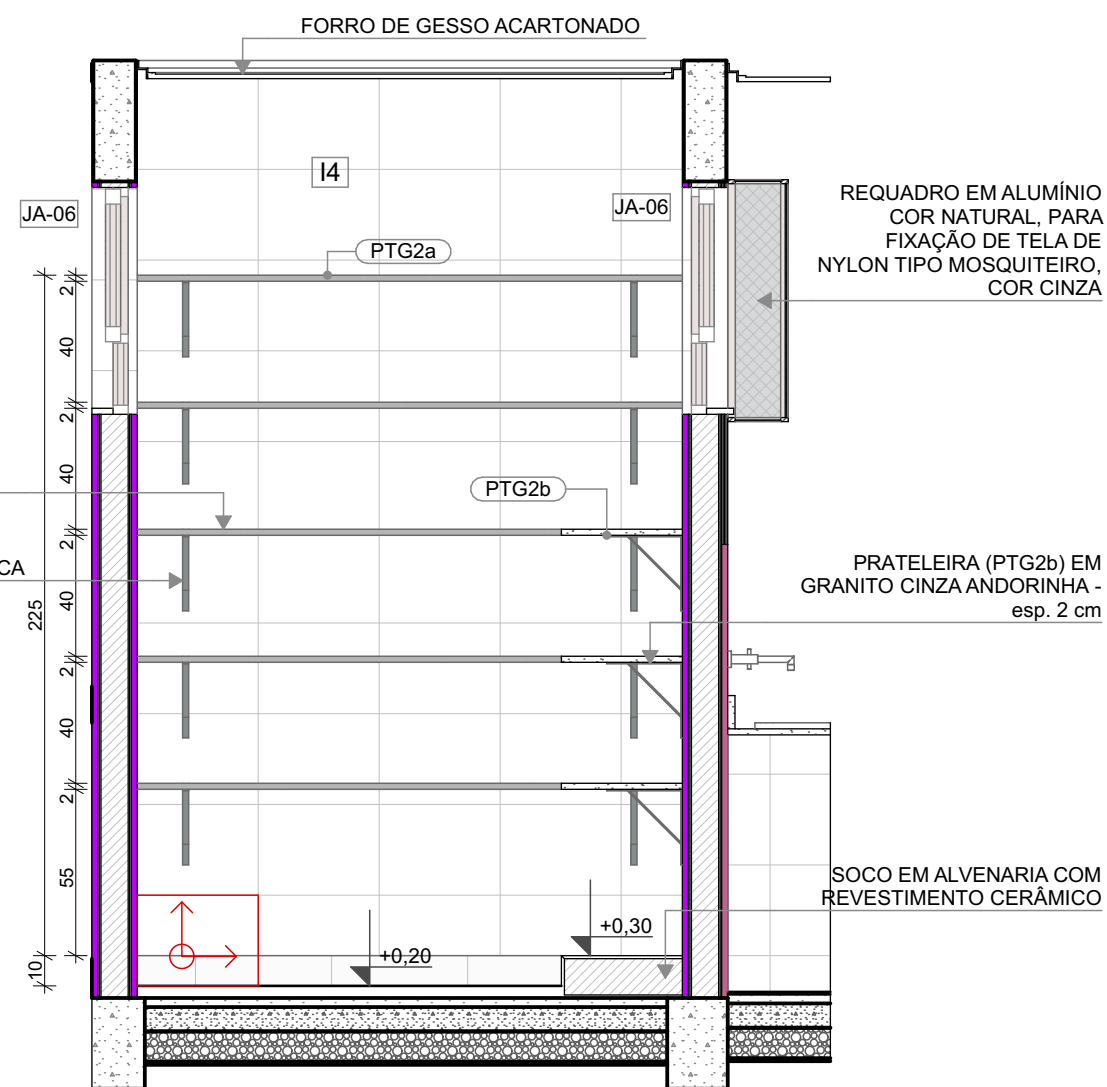 FORRO DE GESSO ACARTONADO
I4
JA-06
JA-06
REQUADRO EM ALUMÍNIO
COR NATURAL, PARA
FIXAÇÃO DE TELA DE
NYLON TIPO MOSQUITEIRO,
COR CINZA
PTG2a
2
40
2
40
PTG2b
2
CA
PRATELEIRA (PTG2b) EM
GRANITO CINZA ANDORINHA -
esp. 2 cm
40
225
2
40
2
55
SOCO EM ALVENARIA COM
REVESTIMENTO CERÂMICO
+0,30
+0,20
10